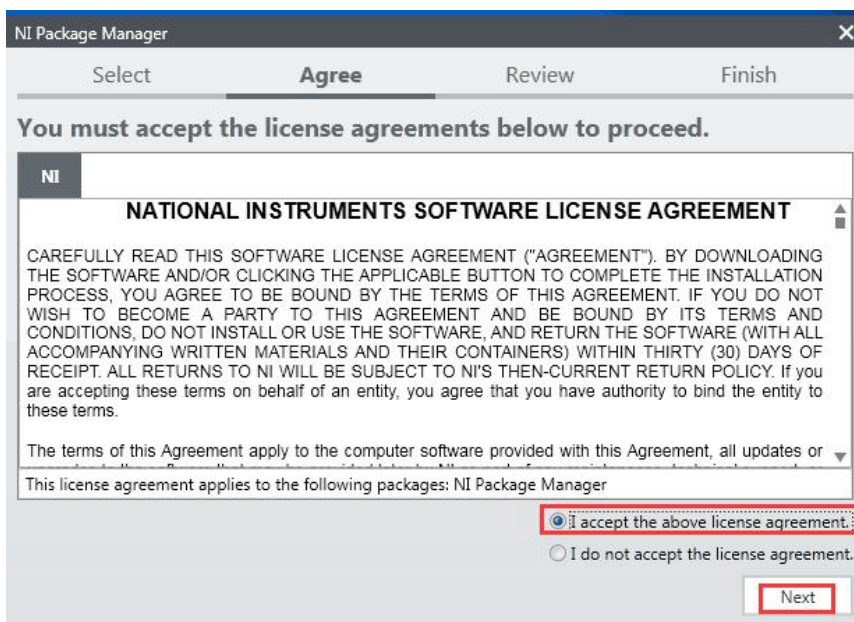 NI Package Manager
Select Agree Review Finish
You must accept the license agreements below to proceed.
NI
NATIONAL INSTRUMENTS SOFTWARE LICENSE AGREEMENT
CAREFULLY READ THIS SOFTWARE LICENSE AGREEMENT ("AGREEMENT"). BY DOWNLOADING
THE SOFTWARE AND/OR CLICKING THE APPLICABLE BUTTON TO COMPLETE THE INSTALLATION
PROCESS, YOU AGREE TO BE BOUND BY THE TERMS OF THIS AGREEMENT. IF YOU DO NOT
WISH TO BECOME A PARTY TO THIS AGREEMENT AND BE BOUND BY ITS TERMS AND
CONDITIONS, DO NOT INSTALL OR USE THE SOFTWARE, AND RETURN THE SOFTWARE (WITH ALL
ACCOMPANYING WRITTEN MATERIALS AND THEIR CONTAINERS) WITHIN THIRTY (30) DAYS OF
RECEIPT. ALL RETURNS TO NI WILL BE SUBJECT TO NI'S THEN-CURRENT RETURN POLICY. If you
are accepting these terms on behalf of an entity, you agree that you have authority to bind the entity to
these terms.
The terms of this Agreement apply to the computer software provided with this Agreement, all updates or
This license agreement applies to the following packages: NI Package Manager
I accept the above license agreement.
I do not accept the license agreement.
Next